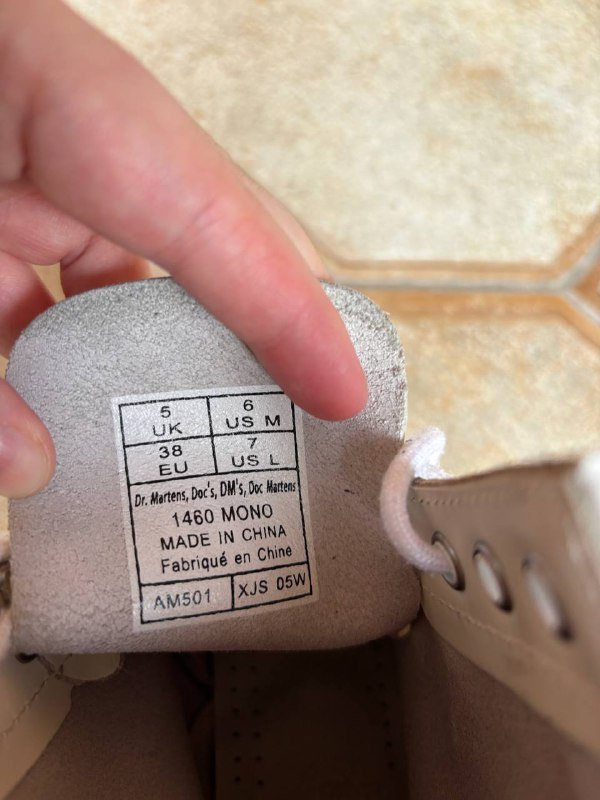 5 UK
6 US M
38 EU
7 US L
Dr. Martens, Doc's, DM's, Doc Martens
1460 MONO
MADE IN CHINA
Fabriqué en Chine
AM501
XJS 05W